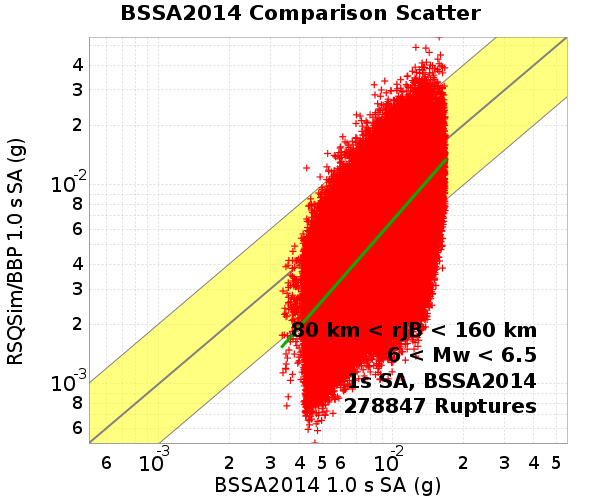 BSSA2014 Comparison Scatter
RSQSim/BBP 1.0 s SA (g)
4
3
2
10-2
8
6
4
3
2
10-3
8
6
80 km < rJB < 160 km
6 < Mw < 6.5
1s SA, BSSA2014
278847 Ruptures
6 10-3 2 3 4 5 6 10-2 2 3 4 5
BSSA2014 1.0 s SA (g)